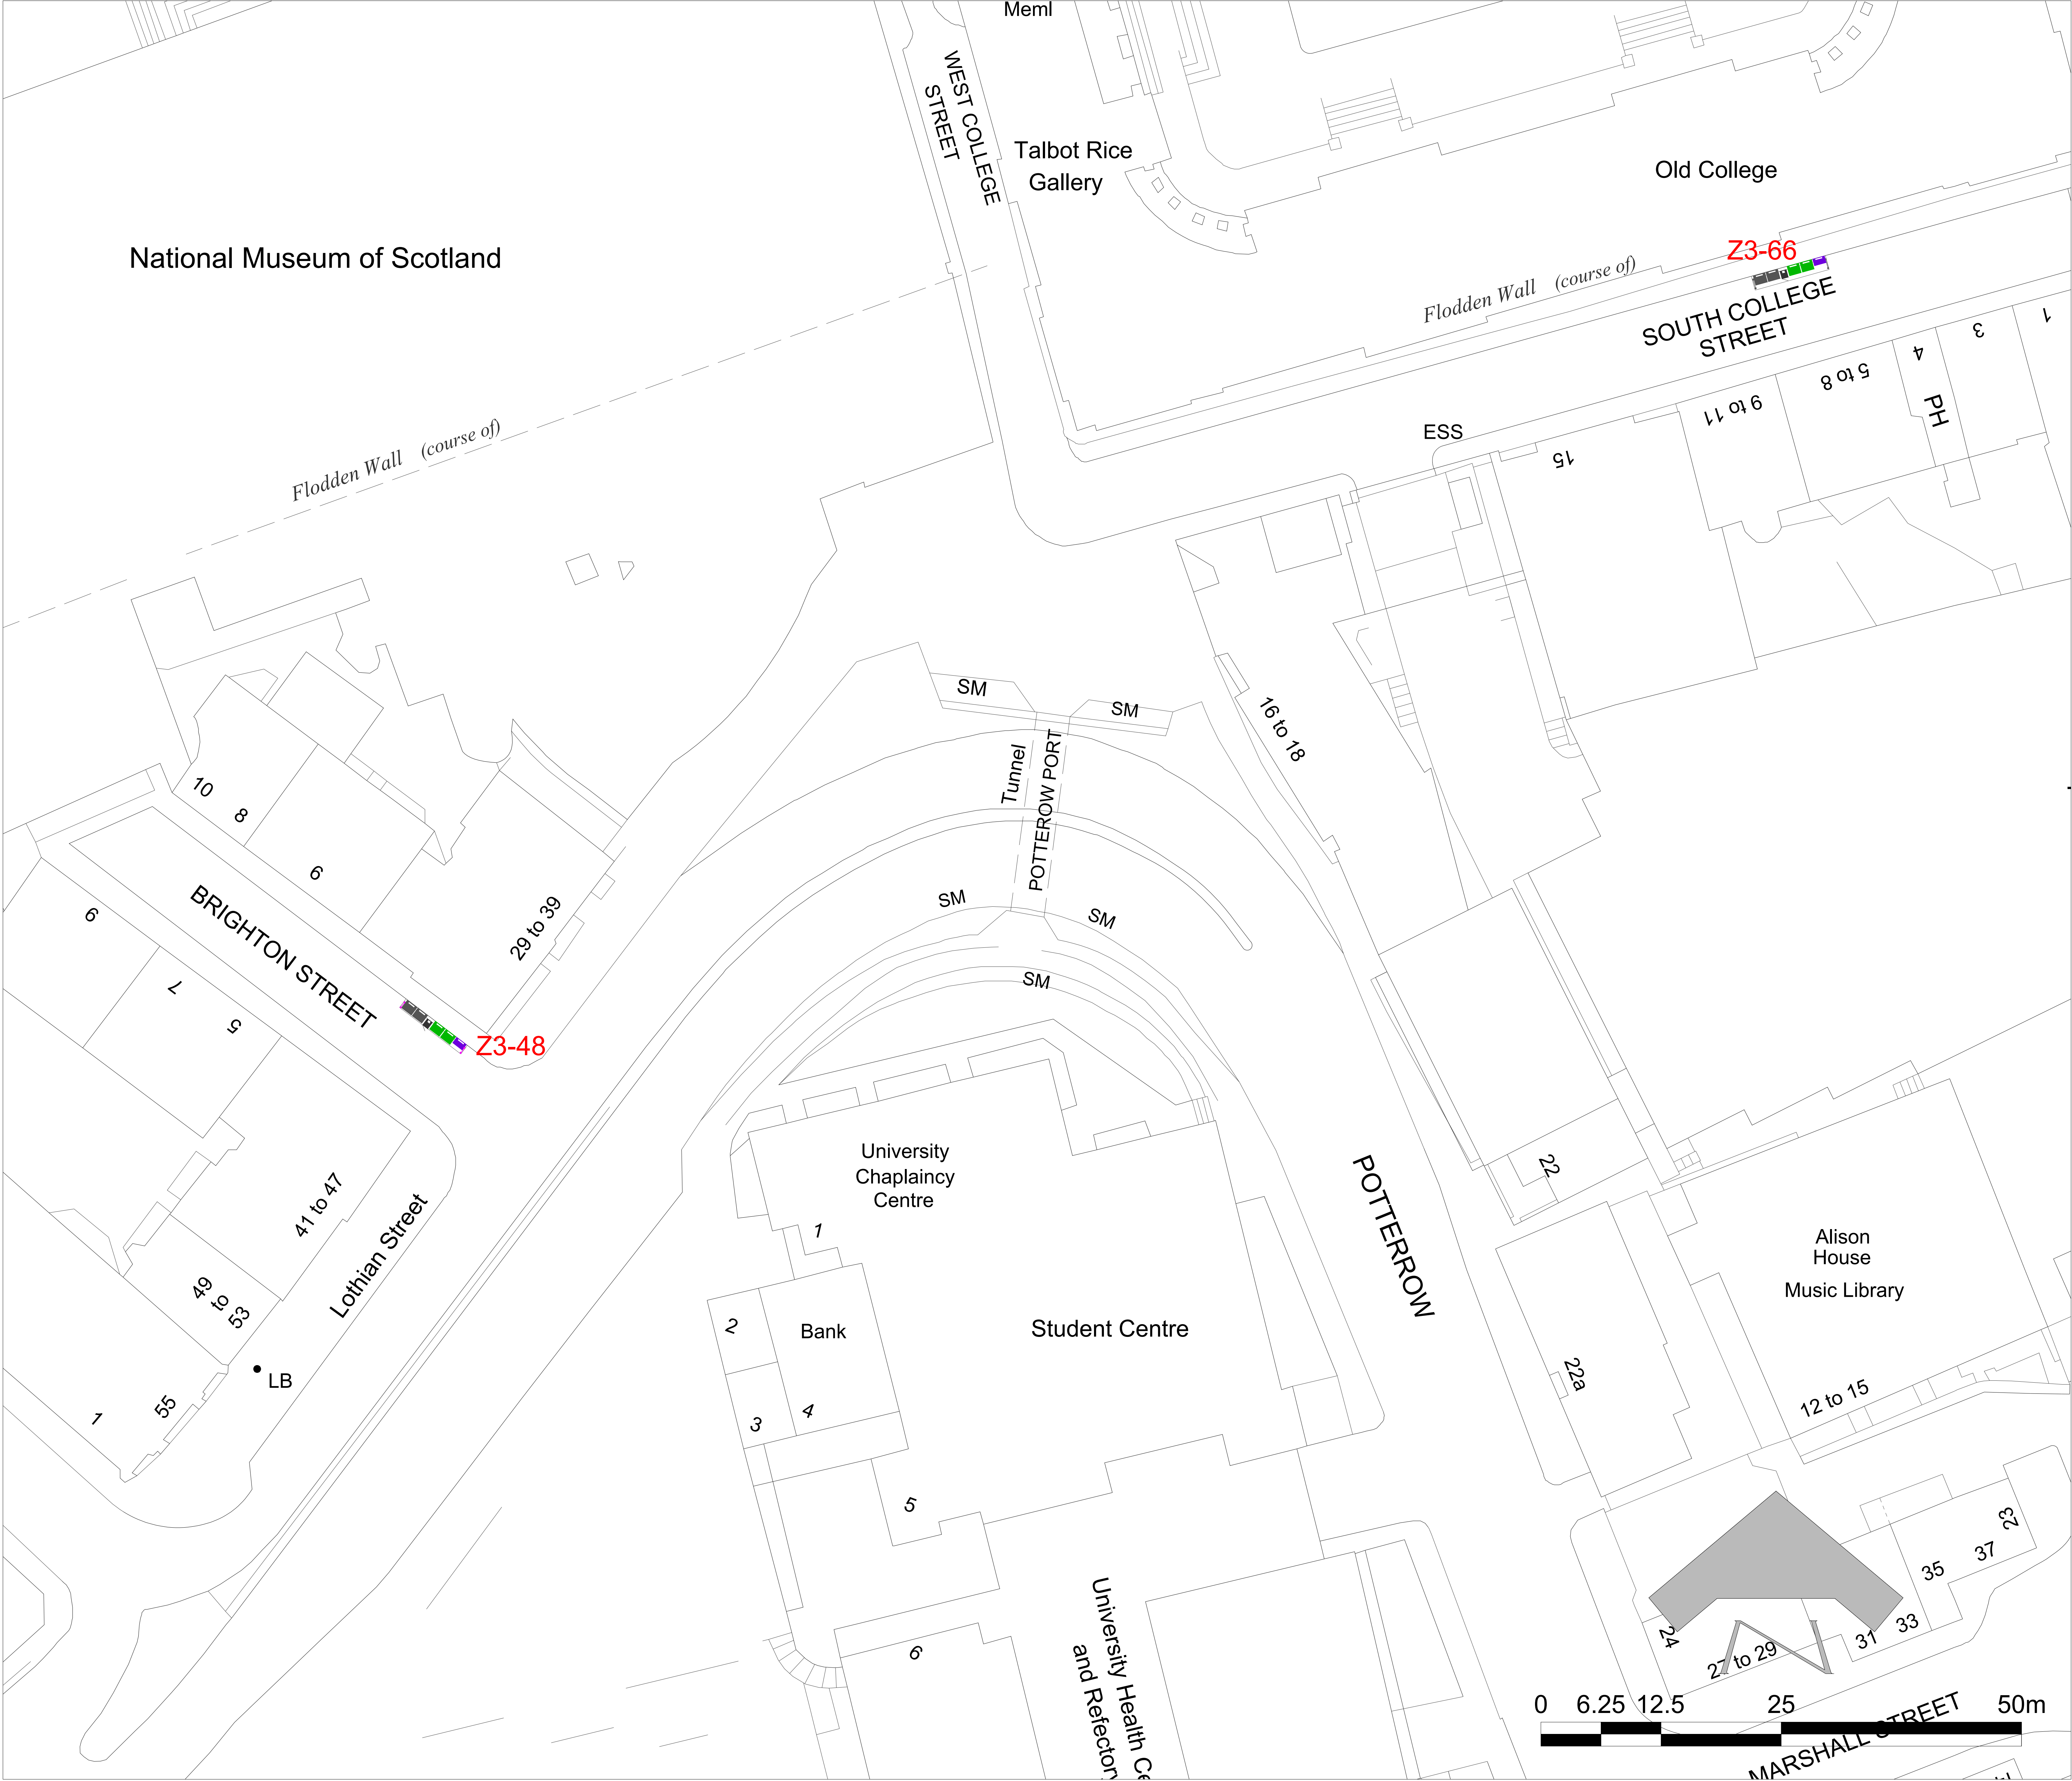 Meml
WEST COLLEGE
STREET
Talbot Rice
Gallery
Old College
National Museum of Scotland
Z3-66
Flodden Wall (course of)
SOUTH COLLEGE
STREET
1
3
4
PH
5 to 8
9 to 11
15
ESS
Flodden Wall (course of)
SM
SM
16 to 18
Tunnel
POTTEROW PORT
10
8
6
29 to 39
BRIGHTON STREET
9
7
5
SM
SM
SM
Z3-48
University
Chaplaincy
Centre
1
POTTERROW
22
41 to 47
Lothian Street
49
to
53
LB
55
1
2
Bank
3
4
Student Centre
5
6
Alison
House
Music Library
22a
12 to 15
23
37
35
33
31
24
27 to 29
University Health Ce
and Refectory
0 6.25 12.5 25 50m
MARSHALL STREET